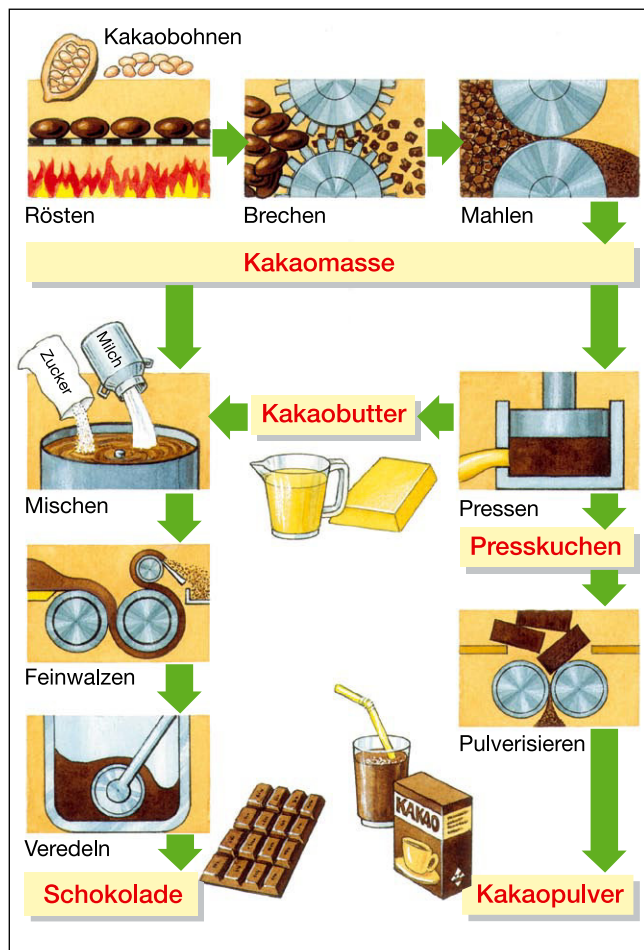 Kakaobohnen
Rösten
Brechen
Mahlen
Kakaomasse
Zucker
Milch
Kakaobutter
Mischen
Pressen
Presskuchen
Feinwalzen
Pulverisieren
KAKAO
Veredeln
Schokolade
Kakaopulver